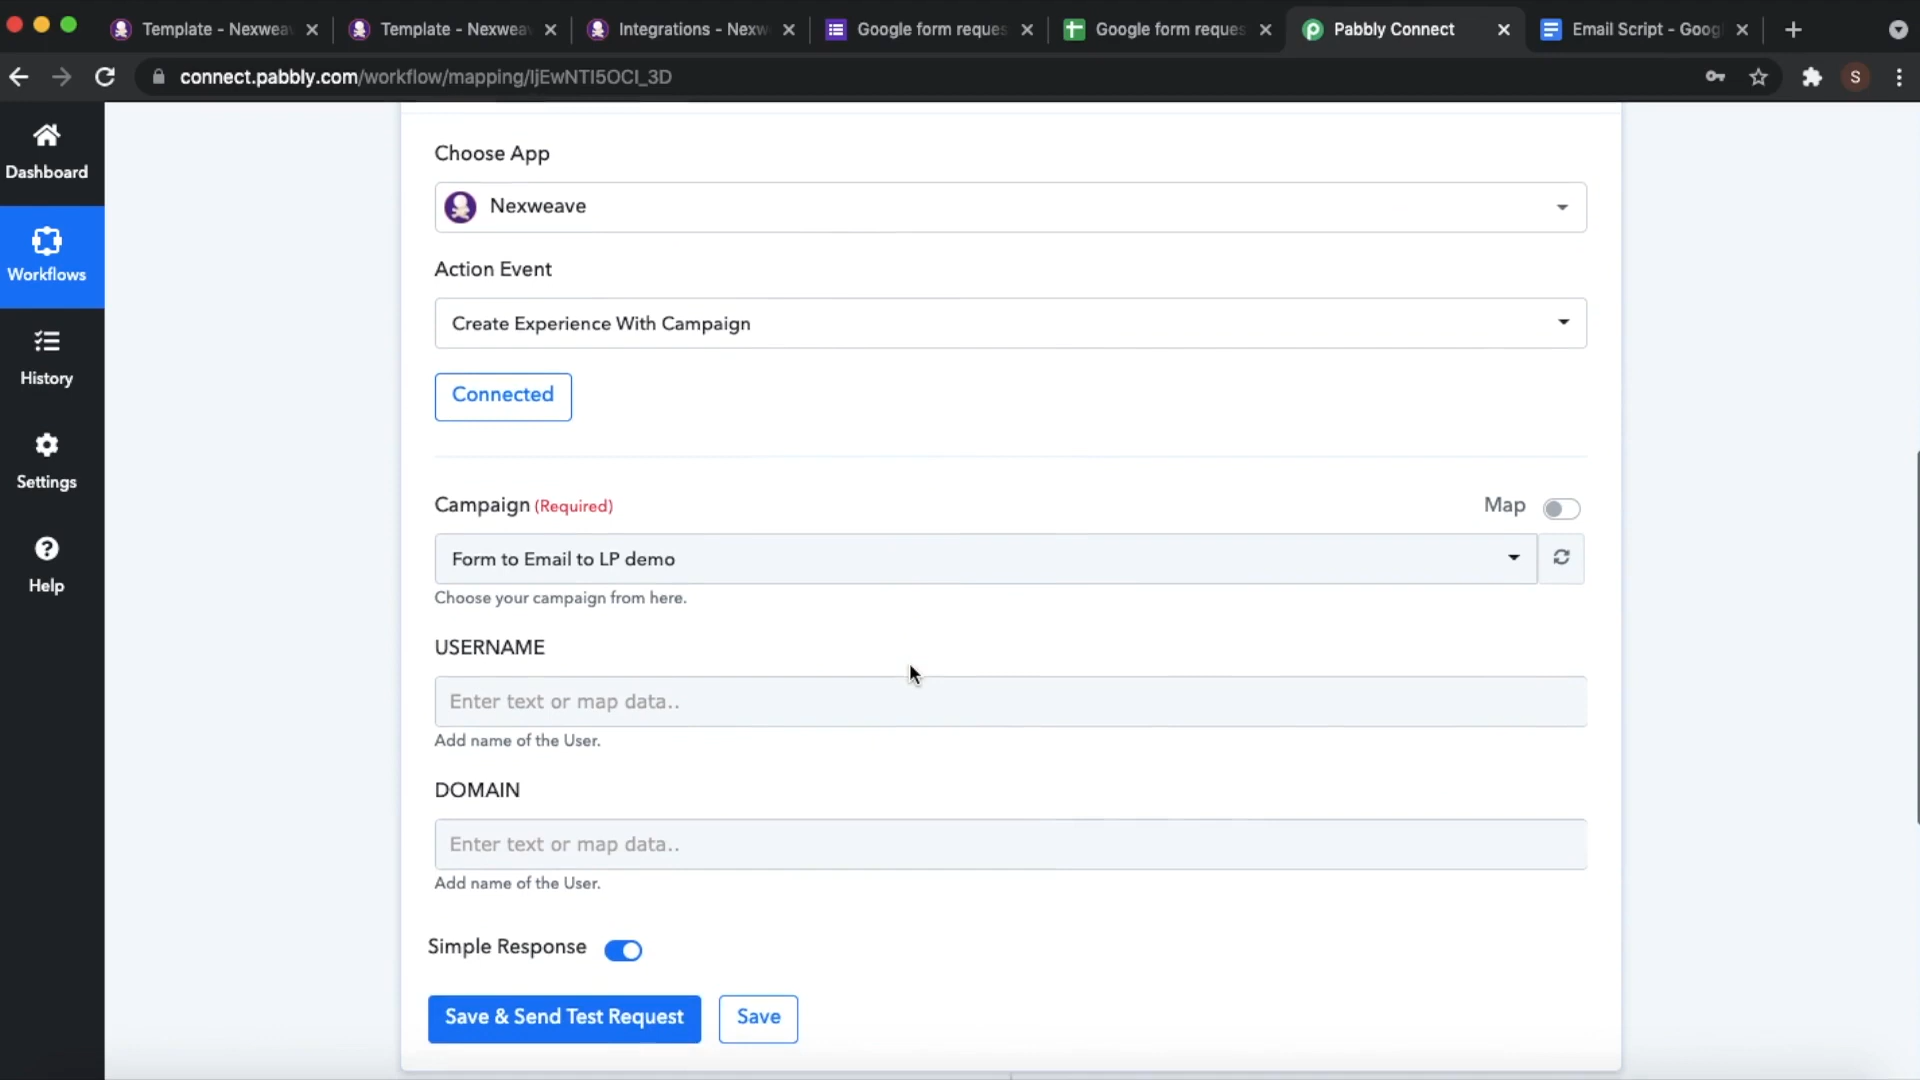 Template - Nexwea
Template - Nexweav
Integrations - Nexw
Google form reques
Google form reques
Pabbly Connect
Email Script - Goog
connect.pabbly.com/workflow/mapping/IjEwNTI5OCI_3D
S
Dashboard
Workflows
History
Settings
Help
Choose App
Nexweave
Action Event
Create Experience With Campaign
Connected
Campaign (Required)
Map
Form to Email to LP demo
Choose your campaign from here.
USERNAME
Enter text or map data..
Add name of the User.
DOMAIN
Enter text or map data..
Add name of the User.
Simple Response
Save & Send Test Request
Save